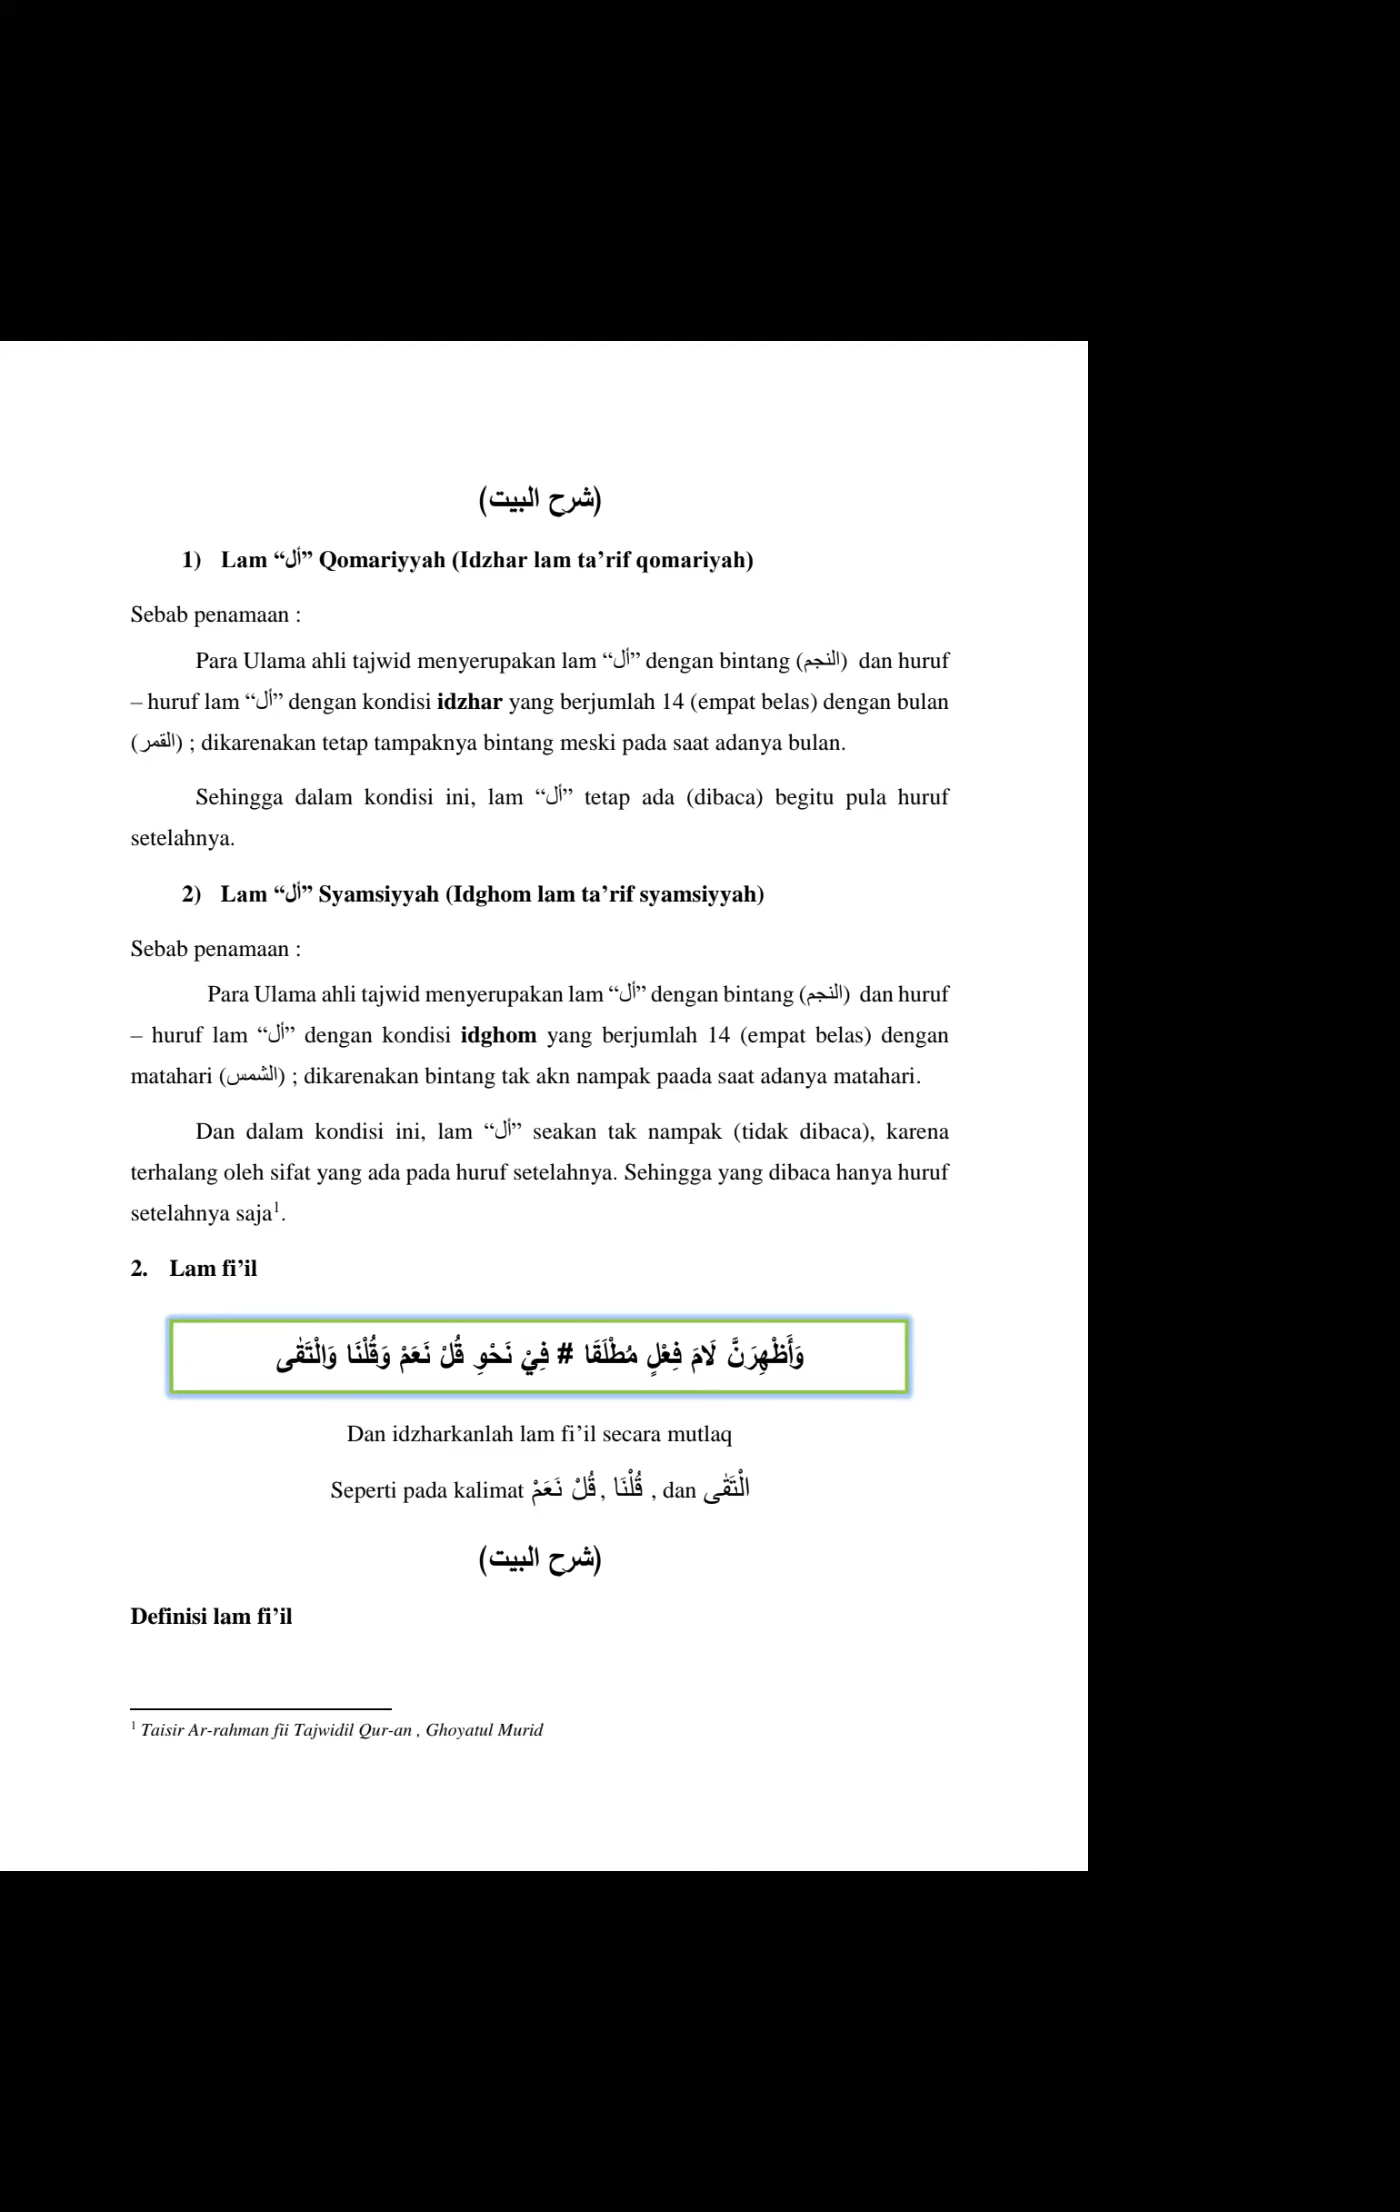 (شرح البيت)
1) Lam “أل” Qomariyyah (Idzhar lam ta’rif qomariyah)
Sebab penamaan :
Para Ulama ahli tajwid menyerupakan lam “أل” dengan bintang (النجم) dan huruf
– huruf lam “أل” dengan kondisi idzhar yang berjumlah 14 (empat belas) dengan bulan
(القمر) ; dikarenakan tetap tampaknya bintang meski pada saat adanya bulan.
Sehingga dalam kondisi ini, lam “أل” tetap ada (dibaca) begitu pula huruf
setelahnya.
2) Lam “أل” Syamsiyyah (Idghom lam ta’rif syamsiyyah)
Sebab penamaan :
Para Ulama ahli tajwid menyerupakan lam “أل” dengan bintang (النجم) dan huruf
– huruf lam “أل” dengan kondisi idghom yang berjumlah 14 (empat belas) dengan
matahari (الشمس) ; dikarenakan bintang tak akn nampak paada saat adanya matahari.
Dan dalam kondisi ini, lam “أل” seakan tak nampak (tidak dibaca), karena
terhalang oleh sifat yang ada pada huruf setelahnya. Sehingga yang dibaca hanya huruf
setelahnya saja¹.
2. Lam fi’il
وَأَظْهِرَنَّ لَامَ فِعْلٍ مُطْلَقَا # فِيْ نَحْوِ قُلْ نَعَمْ وَقُلْنَا وَالْتَقٰى
Dan idzharkanlah lam fi’il secara mutlaq
Seperti pada kalimat قُلْ نَعَمْ , قُلْنَا , dan الْتَقٰى
(شرح البيت)
Definisi lam fi’il
¹ Taisir Ar-rahman fii Tajwidil Qur-an , Ghoyatul Murid